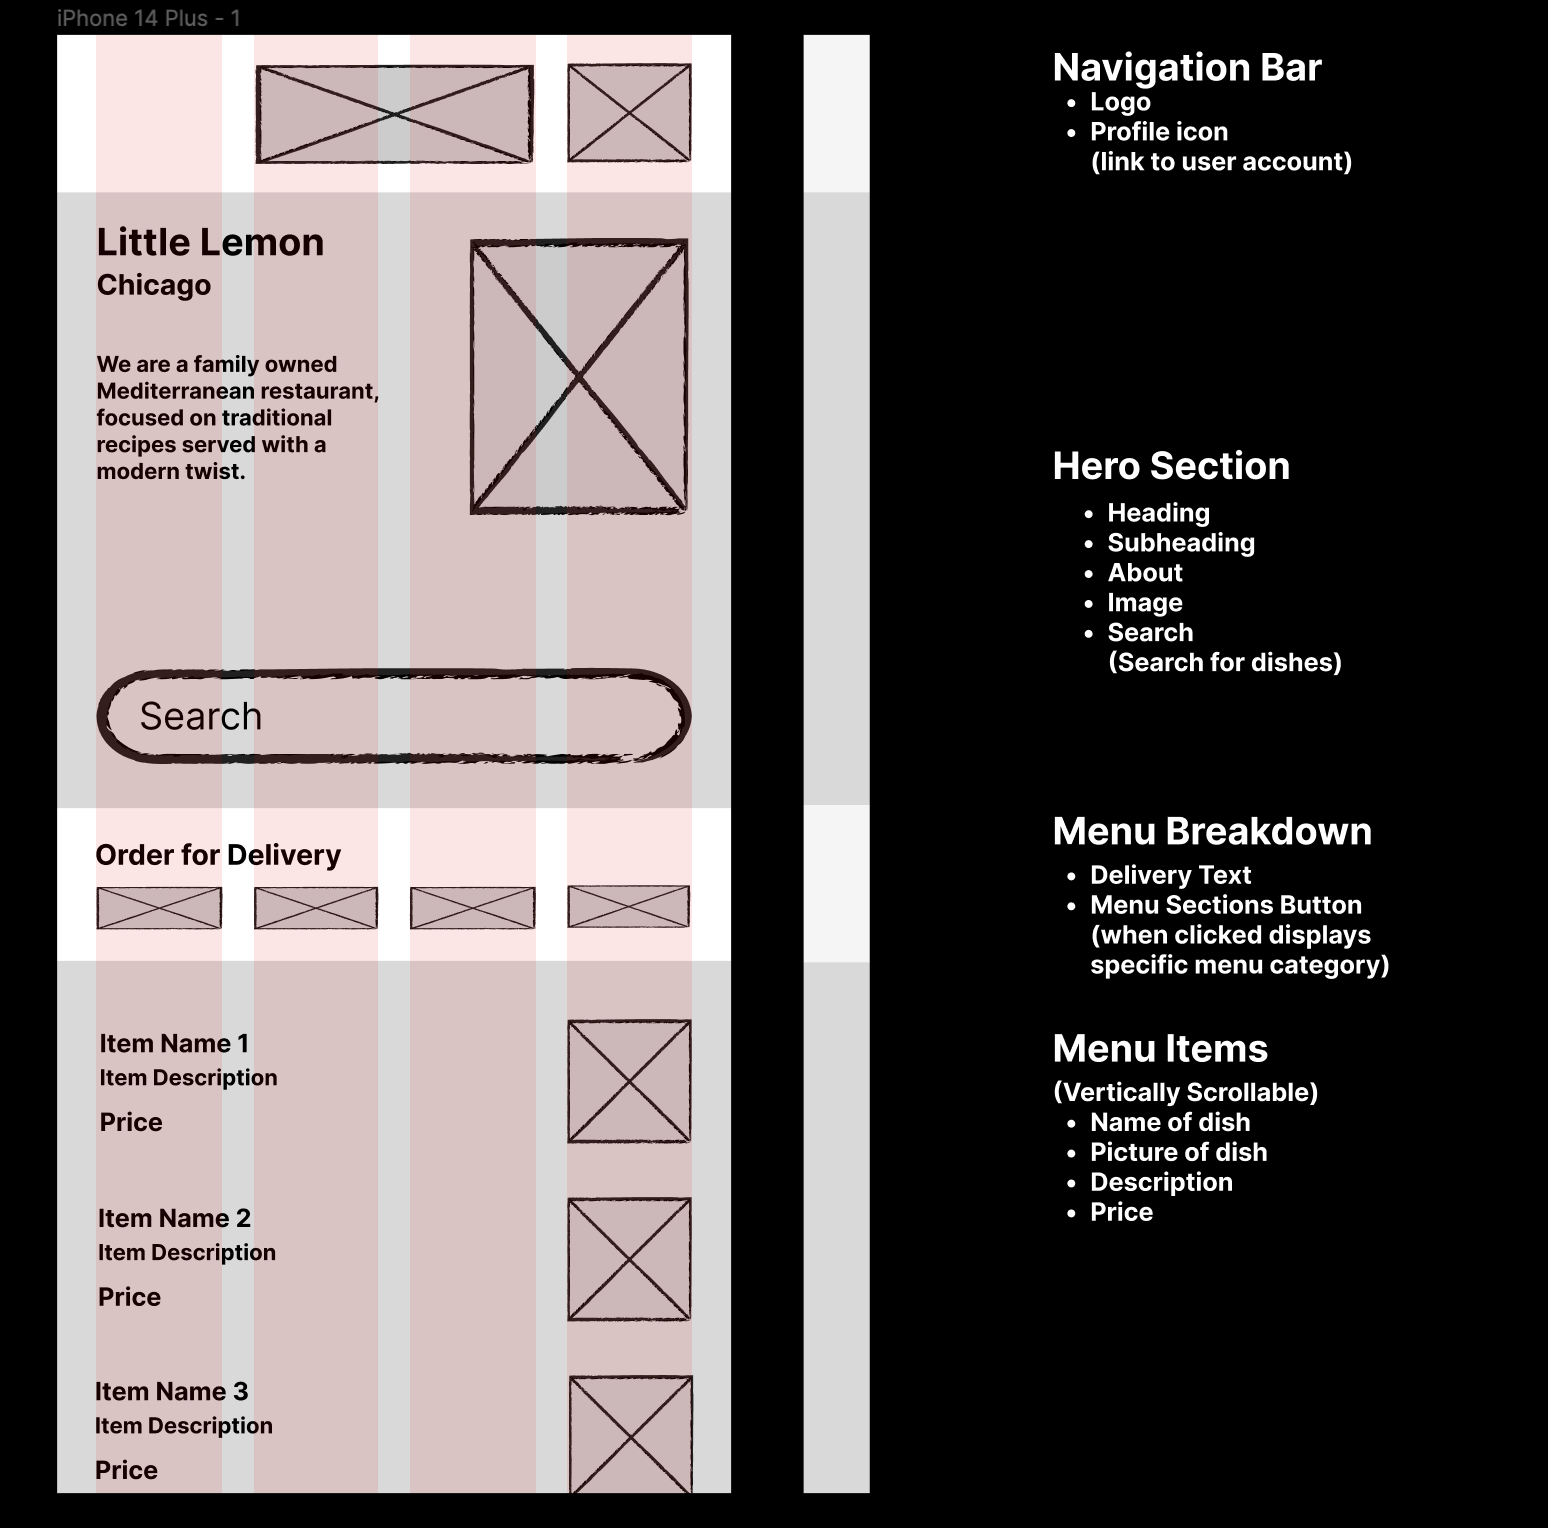 iPhone 14 Plus - 1
Little Lemon
Chicago
We are a family owned
Mediterranean restaurant,
focused on traditional
recipes served with a
modern twist.
Search
Order for Delivery
Item Name 1
Item Description
Price
Item Name 2
Item Description
Price
Item Name 3
Item Description
Price
Navigation Bar
• Logo
• Profile icon
(link to user account)
Hero Section
• Heading
• Subheading
• About
• Image
• Search
(Search for dishes)
Menu Breakdown
• Delivery Text
• Menu Sections Button
(when clicked displays
specific menu category)
Menu Items
(Vertically Scrollable)
• Name of dish
• Picture of dish
• Description
• Price